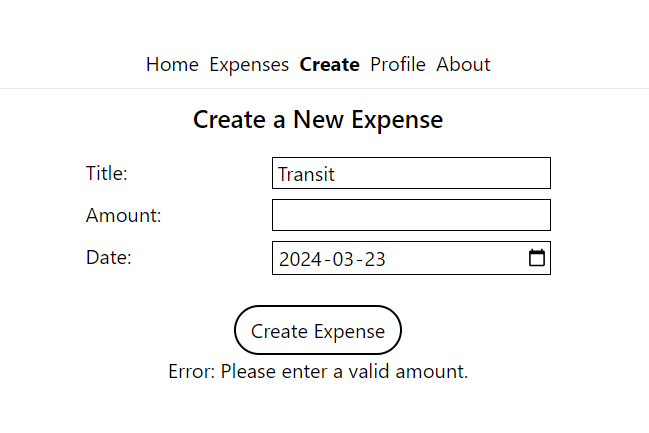 Home Expenses Create Profile About
Create a New Expense
Title: Transit
Amount:
Date: 2024-03-23
Create Expense
Error: Please enter a valid amount.